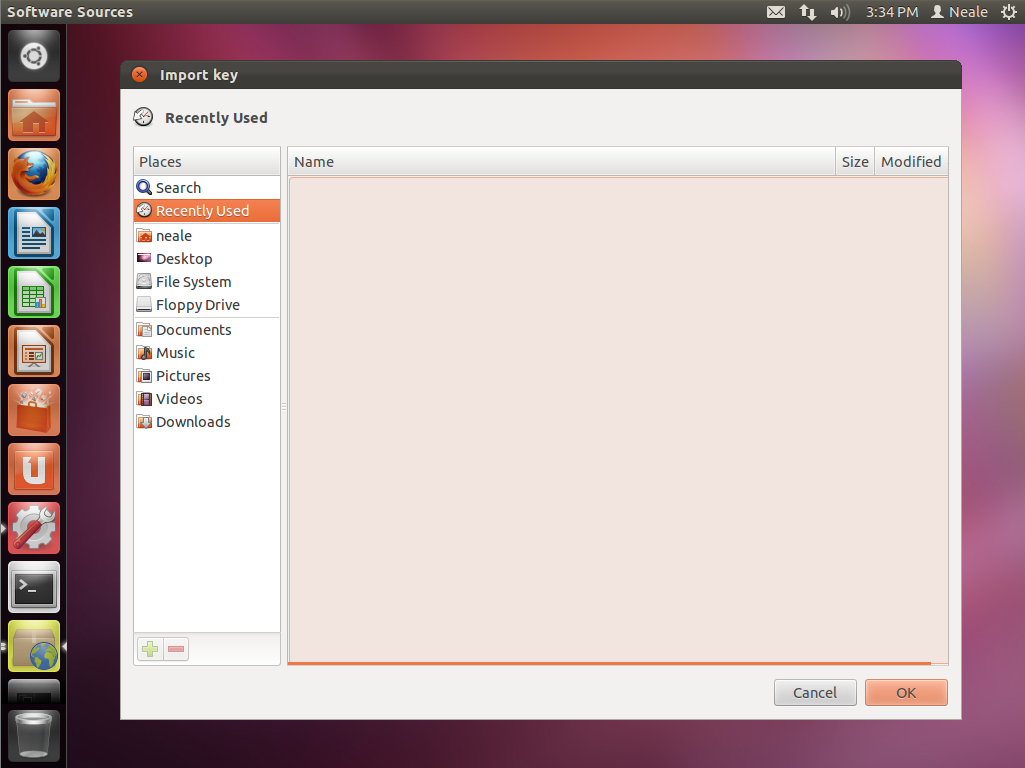 Software Sources
3:34 PM Neale
Import key
Recently Used
Places
Name Size Modified
Search
Recently Used
neale
Desktop
File System
Floppy Drive
Documents
Music
Pictures
Videos
Downloads
Cancel OK